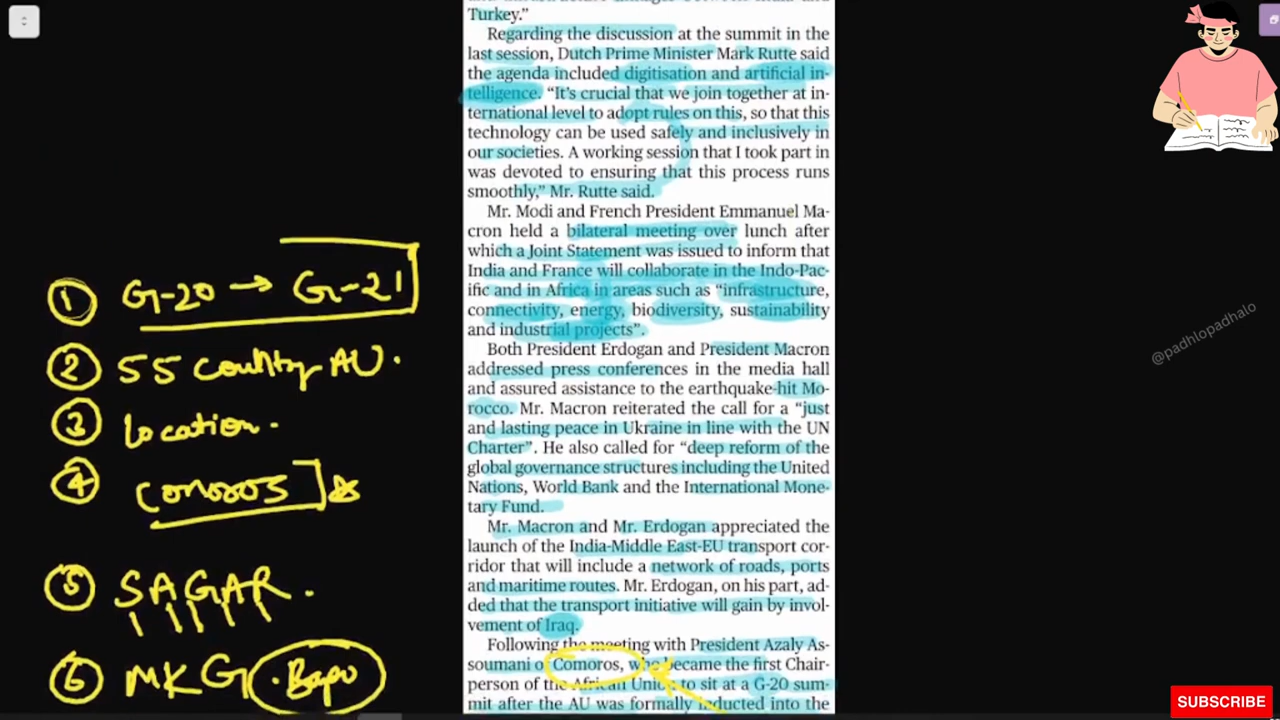 Turkey.”
Regarding the discussion at the summit in the
last session, Dutch Prime Minister Mark Rutte said
the agenda included digitisation and artificial in-
telligence. “It’s crucial that we join together at in-
ternational level to adopt rules on this, so that this
technology can be used safely and inclusively in
our societies. A working session that I took part in
was devoted to ensuring that this process runs
smoothly,” Mr. Rutte said.
Mr. Modi and French President Emmanuel Ma-
cron held a bilateral meeting over lunch after
which a Joint Statement was issued to inform that
India and France will collaborate in the Indo-Pac-
ific and in Africa in areas such as “infrastructure,
connectivity, energy, biodiversity, sustainability
and industrial projects”.
Both President Erdogan and President Macron
addressed press conferences in the media hall
and assured assistance to the earthquake-hit Mo-
rocco. Mr. Macron reiterated the call for a “just
and lasting peace in Ukraine in line with the UN
Charter”. He also called for “deep reform of the
global governance structures including the United
Nations, World Bank and the International Mone-
tary Fund.
Mr. Macron and Mr. Erdogan appreciated the
launch of the India-Middle East-EU transport cor-
ridor that will include a network of roads, ports
and maritime routes. Mr. Erdogan, on his part, ad-
ded that the transport initiative will gain by invol-
vement of Iraq.
Following the meeting with President Azaly As-
soumani of Comoros, who became the first Chair-
person of the African Union to sit at a G-20 sum-
mit after the AU was formally inducted into the
① G-20 → G-21
② 55 country AU.
③ Location.
④ Comoros]
⑤ SAGAR.
⑥ MKG. Bapu
@padhlopadhalo
SUBSCRIBE